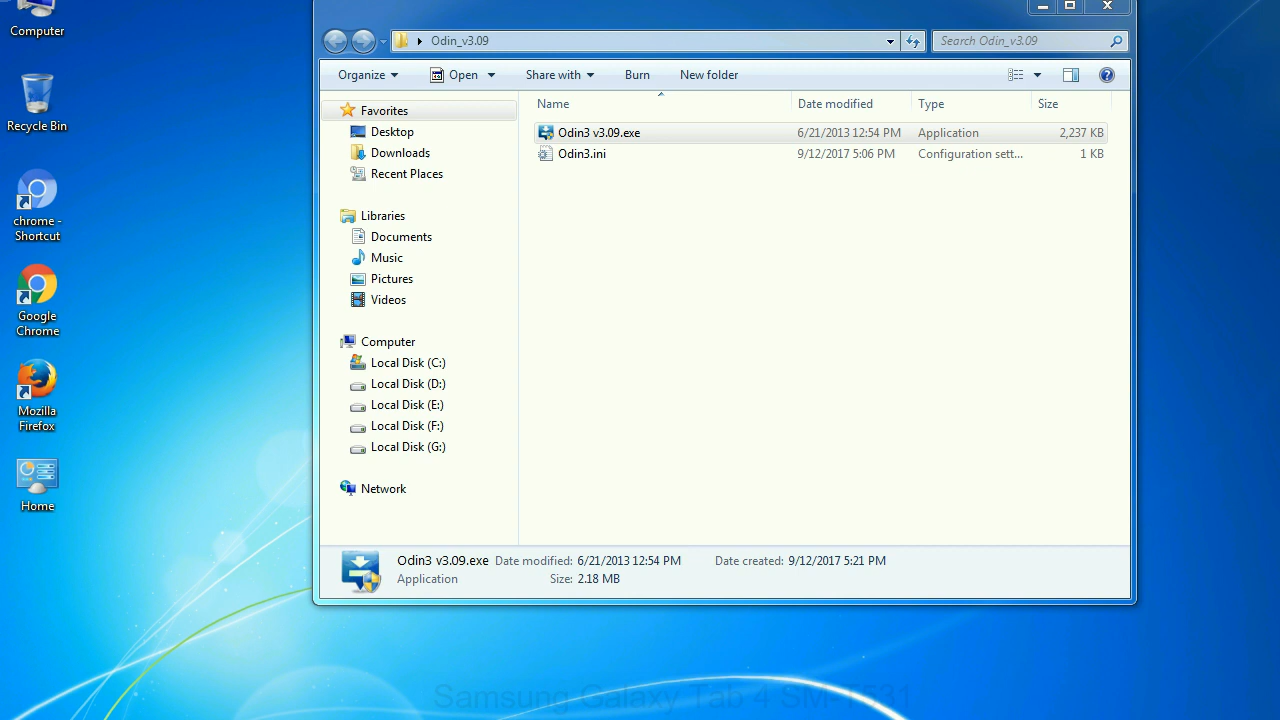 Computer
Recycle Bin
chrome -
Shortcut
Google
Chrome
Mozilla
Firefox
Home
Odin_v3.09
Search Odin_v3.09
Organize
Open
Share with
Burn
New folder
Favorites
Desktop
Downloads
Recent Places
Libraries
Documents
Music
Pictures
Videos
Computer
Local Disk (C:)
Local Disk (D:)
Local Disk (E:)
Local Disk (F:)
Local Disk (G:)
Network
Name Date modified Type Size
Odin3 v3.09.exe 6/21/2013 12:54 PM Application 2,237 KB
Odin3.ini 9/12/2017 5:06 PM Configuration sett... 1 KB
Odin3 v3.09.exe Date modified: 6/21/2013 12:54 PM Date created: 9/12/2017 5:21 PM
Application Size: 2.18 MB
Samsung Galaxy Tab 4 SM-T531